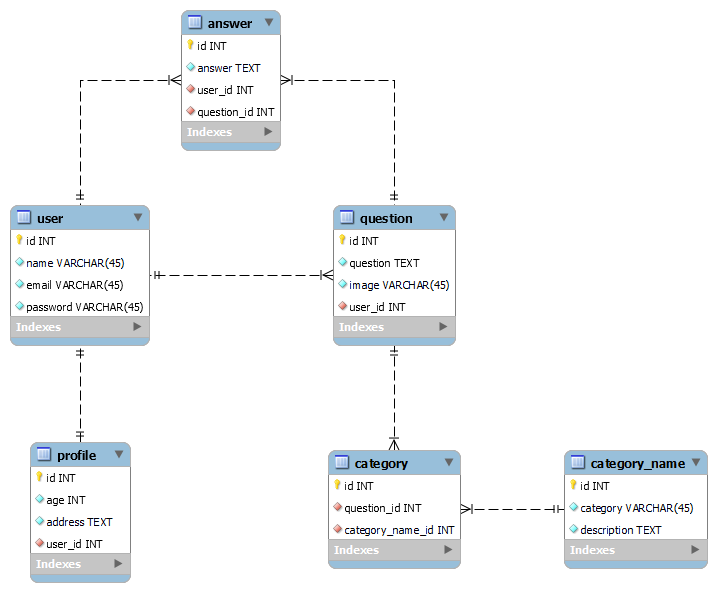 answer
id INT
answer TEXT
user_id INT
question_id INT
Indexes
user
id INT
name VARCHAR(45)
email VARCHAR(45)
password VARCHAR(45)
Indexes
question
id INT
question TEXT
image VARCHAR(45)
user_id INT
Indexes
profile
id INT
age INT
address TEXT
user_id INT
Indexes
category
id INT
question_id INT
category_name_id INT
Indexes
category_name
id INT
category VARCHAR(45)
description TEXT
Indexes